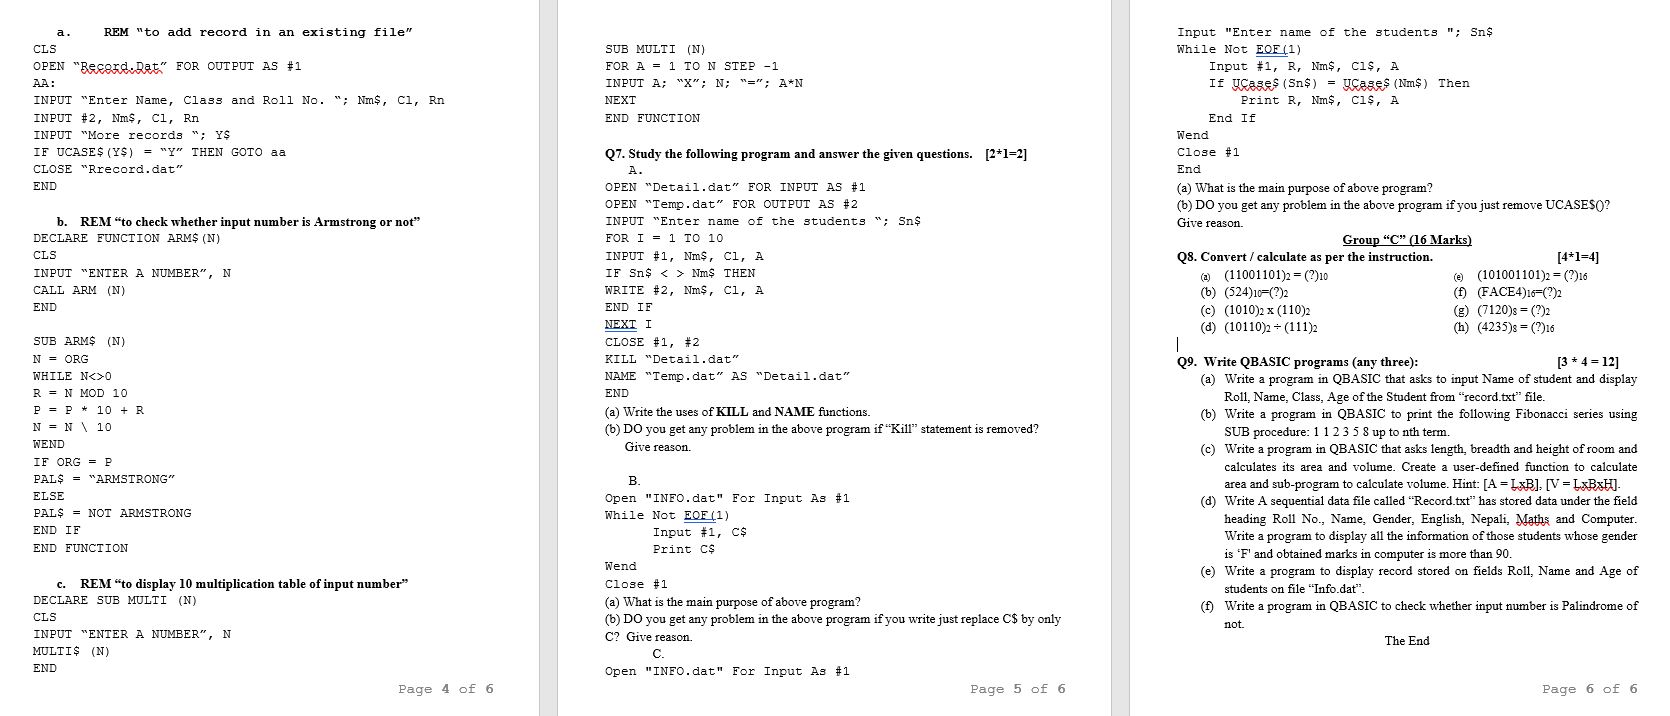 a. REM “to add record in an existing file”
CLS
OPEN “Record.Dat” FOR OUTPUT AS #1
AA:
INPUT “Enter Name, Class and Roll No. “; Nm$, Cl, Rn
INPUT #2, Nm$, Cl, Rn
INPUT “More records “; Y$
IF UCASE$(Y$) = “Y” THEN GOTO aa
CLOSE “Rrecord.dat”
END
b. REM “to check whether input number is Armstrong or not”
DECLARE FUNCTION ARM$(N)
CLS
INPUT “ENTER A NUMBER”, N
CALL ARM (N)
END
SUB ARM$ (N)
N = ORG
WHILE N<>0
R = N MOD 10
P = P * 10 + R
N = N \ 10
WEND
IF ORG = P
PAL$ = “ARMSTRONG”
ELSE
PAL$ = NOT ARMSTRONG
END IF
END FUNCTION
c. REM “to display 10 multiplication table of input number”
DECLARE SUB MULTI (N)
CLS
INPUT “ENTER A NUMBER”, N
MULTI$ (N)
END
Page 4 of 6
SUB MULTI (N)
FOR A = 1 TO N STEP -1
INPUT A; “X”; N; “=”; A*N
NEXT
END FUNCTION
Q7. Study the following program and answer the given questions. [2*1=2]
A.
OPEN “Detail.dat” FOR INPUT AS #1
OPEN “Temp.dat” FOR OUTPUT AS #2
INPUT “Enter name of the students “; Sn$
FOR I = 1 TO 10
INPUT #1, Nm$, Cl, A
IF Sn$ < > Nm$ THEN
WRITE #2, Nm$, Cl, A
END IF
NEXT I
CLOSE #1, #2
KILL “Detail.dat”
NAME “Temp.dat” AS “Detail.dat”
END
(a) Write the uses of KILL and NAME functions.
(b) DO you get any problem in the above program if “Kill” statement is removed?
Give reason.
B.
Open "INFO.dat" For Input As #1
While Not EOF(1)
Input #1, C$
Print C$
Wend
Close #1
(a) What is the main purpose of above program?
(b) DO you get any problem in the above program if you write just replace C$ by only
C? Give reason.
C.
Open "INFO.dat" For Input As #1
Page 5 of 6
Input "Enter name of the students "; Sn$
While Not EOF(1)
Input #1, R, Nm$, Cl$, A
If UCase$(Sn$) = UCase$(Nm$) Then
Print R, Nm$, Cl$, A
End If
Wend
Close #1
End
(a) What is the main purpose of above program?
(b) DO you get any problem in the above program if you just remove UCASE$()?
Give reason.
Group “C” (16 Marks)
Q8. Convert / calculate as per the instruction. [4*1=4]
(a) (11001101)2 = (?)10 (e) (101001101)2 = (?)16
(b) (524)10=(?)2 (f) (FACE4)16=(?)2
(c) (1010)2 x (110)2 (g) (7120)8 = (?)2
(d) (10110)2 ÷ (111)2 (h) (4235)8 = (?)16
Q9. Write QBASIC programs (any three): [3 * 4 = 12]
(a) Write a program in QBASIC that asks to input Name of student and display
Roll, Name, Class, Age of the Student from “record.txt” file.
(b) Write a program in QBASIC to print the following Fibonacci series using
SUB procedure: 1 1 2 3 5 8 up to nth term.
(c) Write a program in QBASIC that asks length, breadth and height of room and
calculates its area and volume. Create a user-defined function to calculate
area and sub-program to calculate volume. Hint: [A = LxB], [V = LxBxH].
(d) Write A sequential data file called “Record.txt” has stored data under the field
heading Roll No., Name, Gender, English, Nepali, Maths and Computer.
Write a program to display all the information of those students whose gender
is ‘F’ and obtained marks in computer is more than 90.
(e) Write a program to display record stored on fields Roll, Name and Age of
students on file “Info.dat”.
(f) Write a program in QBASIC to check whether input number is Palindrome of
not.
The End
Page 6 of 6